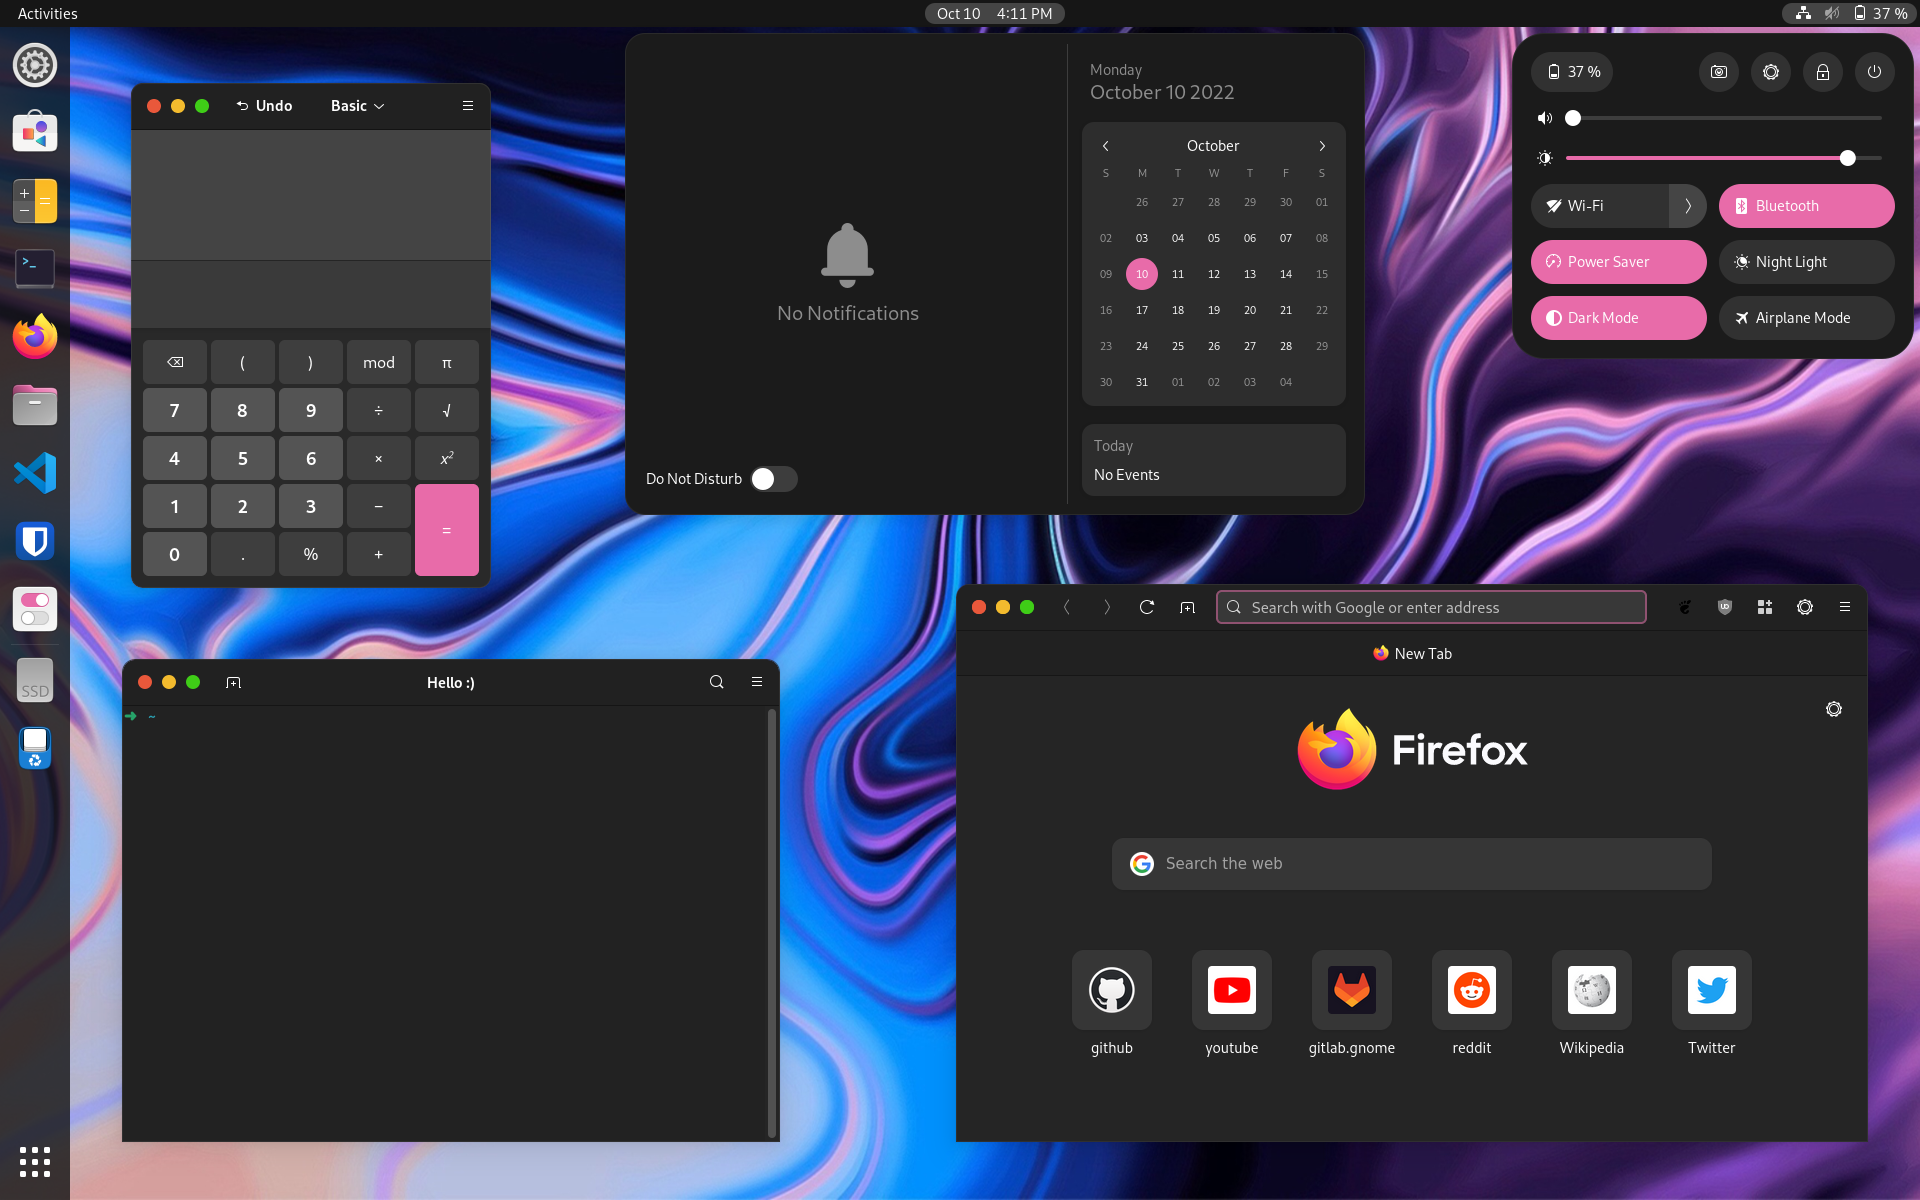 Activities
Oct 10 4:11 PM
37 %
Undo Basic
mod π
( )
7 8 9 ÷ √
4 5 6 × x²
1 2 3 −
=
0 . % +
No Notifications
Do Not Disturb
Monday
October 10 2022
October
S M T W T F S
26 27 28 29 30 01
02 03 04 05 06 07 08
09 10 11 12 13 14 15
16 17 18 19 20 21 22
23 24 25 26 27 28 29
30 31 01 02 03 04
Today
No Events
37 %
Wi-Fi Bluetooth
Power Saver Night Light
Dark Mode Airplane Mode
SSD
Hello :)
➜ ~
Search with Google or enter address
New Tab
Firefox
Search the web
github youtube gitlab.gnome reddit Wikipedia Twitter